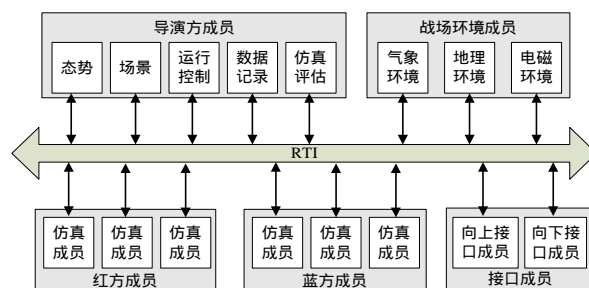 导演方成员
战场环境成员
态势
场景
运行
控制
数据
记录
仿真
评估
气象
环境
地理
环境
电磁
环境
RTI
仿真
成员
仿真
成员
仿真
成员
红方成员
仿真
成员
仿真
成员
仿真
成员
蓝方成员
向上接
口成员
向下接
口成员
接口成员